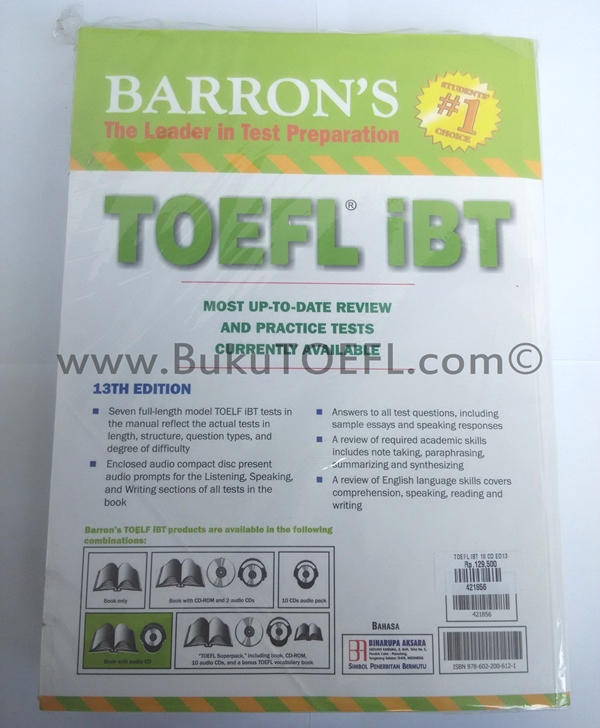 BARRON'S
The Leader in Test Preparation
STUDENTS'
#1
CHOICE
TOEFL® iBT
MOST UP-TO-DATE REVIEW
AND PRACTICE TESTS
CURRENTLY AVAILABLE
www.BukuTOEFL.com©
13TH EDITION
Seven full-length model TOELF iBT tests in
the manual reflect the actual tests in
length, structure, question types, and
degree of difficulty
Enclosed audio compact disc present
audio prompts for the Listening, Speaking,
and Writing sections of all tests in the
book
Answers to all test questions, including
sample essays and speaking responses
A review of required academic skills
includes note taking, paraphrasing,
summarizing and synthesizing
A review of English language skills covers
comprehension, speaking, reading and
writing
Barron's TOELF iBT products are available in the following
combinations:
Book only
Book with CD-ROM and 2 audio CDs
10 CDs audio pack
Book with audio CD
"TOEFL Superpack," including book, CD-ROM,
10 audio CDs, and a bonus TOEFL vocabulary book
TOEFL IBT 10 CD ED13
Rp 129,500
421856
421856
BAHASA
BINARUPA AKSARA
SIMBOL PENERBITAN BERMUTU
ISBN 978-602-200-612-1